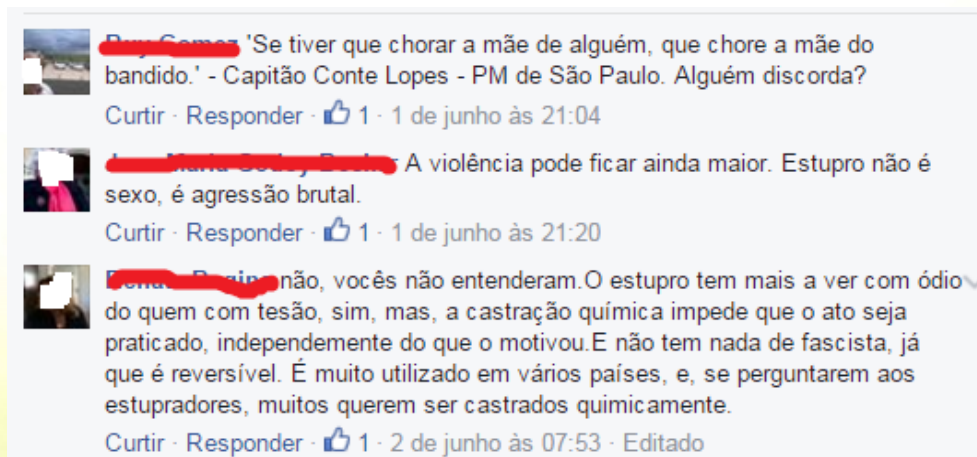 'Se tiver que chorar a mãe de alguém, que chore a mãe do
bandido.' - Capitão Conte Lopes - PM de São Paulo. Alguém discorda?
Curtir · Responder · 1 · 1 de junho às 21:04
A violência pode ficar ainda maior. Estupro não é
sexo, é agressão brutal.
Curtir · Responder · 1 · 1 de junho às 21:20
não, vocês não entenderam.O estupro tem mais a ver com ódio
do quem com tesão, sim, mas, a castração química impede que o ato seja
praticado, independemente do que o motivou.E não tem nada de fascista, já
que é reversível. É muito utilizado em vários países, e, se perguntarem aos
estupradores, muitos querem ser castrados quimicamente.
Curtir · Responder · 1 · 2 de junho às 07:53 · Editado